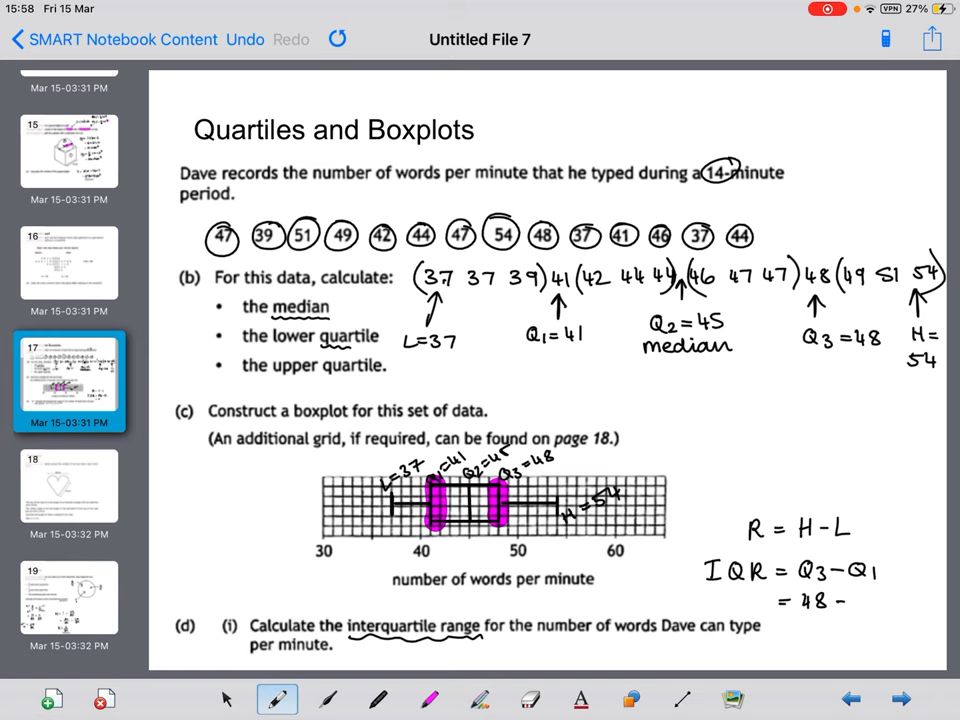 15:58 Fri 15 Mar
VPN 27%
SMART Notebook Content Undo Redo
Untitled File 7
Mar 15-03:31 PM
15
Mar 15-03:31 PM
16
Mar 15-03:31 PM
17
Mar 15-03:31 PM
18
Mar 15-03:32 PM
19
Mar 15-03:32 PM
Quartiles and Boxplots
Dave records the number of words per minute that he typed during a 14-minute
period.
47 39 51 49 42 44 47 54 48 37 41 46 37 44
(b) For this data, calculate:
(37 37 39) 41 (42 44 44) (46 47 47) 48 (49 51 54)
• the median
• the lower quartile
• the upper quartile.
L=37
Q1=41
Q2=45
median
Q3=48
H=
54
(c) Construct a boxplot for this set of data.
(An additional grid, if required, can be found on page 18.)
L=37 Q1=41 Q2=45 Q3=48
H=54
30 40 50 60
number of words per minute
R = H-L
IQR = Q3-Q1
= 48 -
(d) (i) Calculate the interquartile range for the number of words Dave can type
per minute.
A